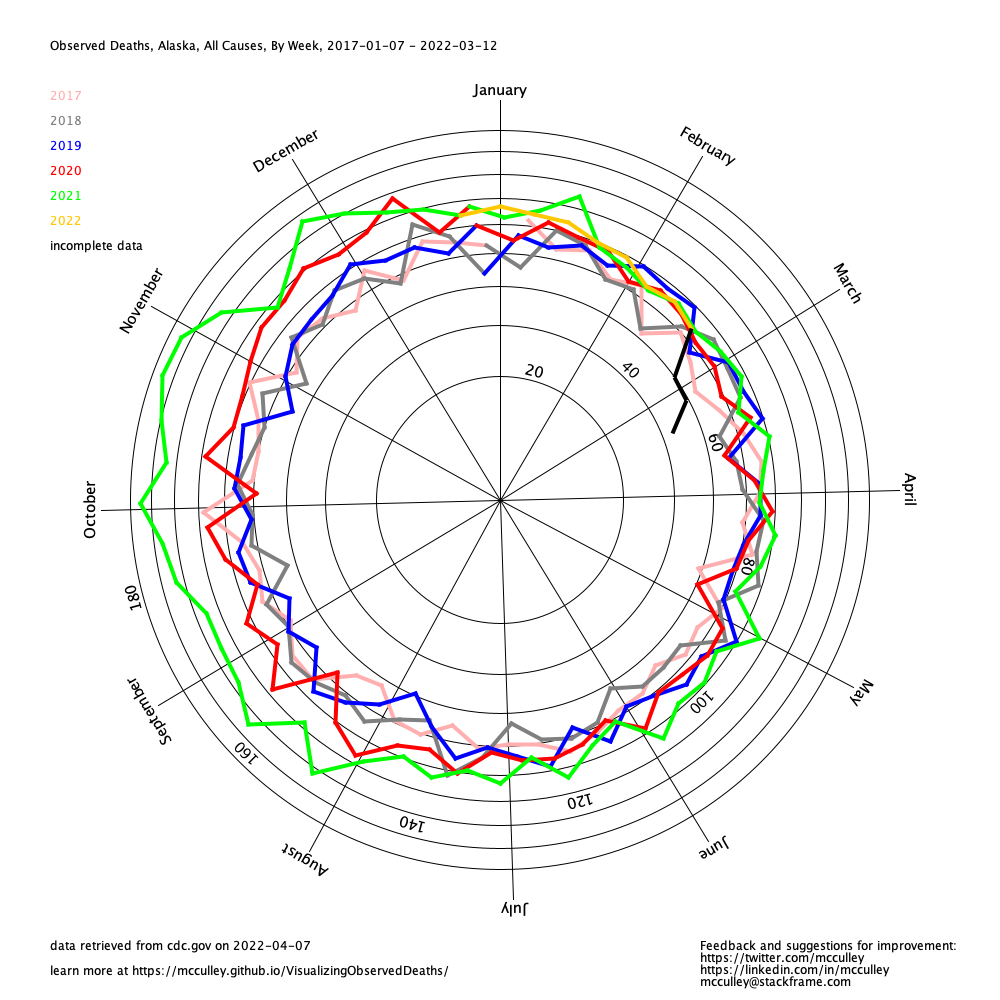 Observed Deaths, Alaska, All Causes, By Week, 2017-01-07 - 2022-03-12
2017
2018
2019
2020
2021
2022
incomplete data
January
February
March
April
May
June
July
August
September
October
November
December
20
40
60
80
100
120
140
160
180
data retrieved from cdc.gov on 2022-04-07
learn more at https://mcculley.github.io/VisualizingObservedDeaths/
Feedback and suggestions for improvement:
https://twitter.com/mcculley
https://linkedin.com/in/mcculley
mcculley@stackframe.com